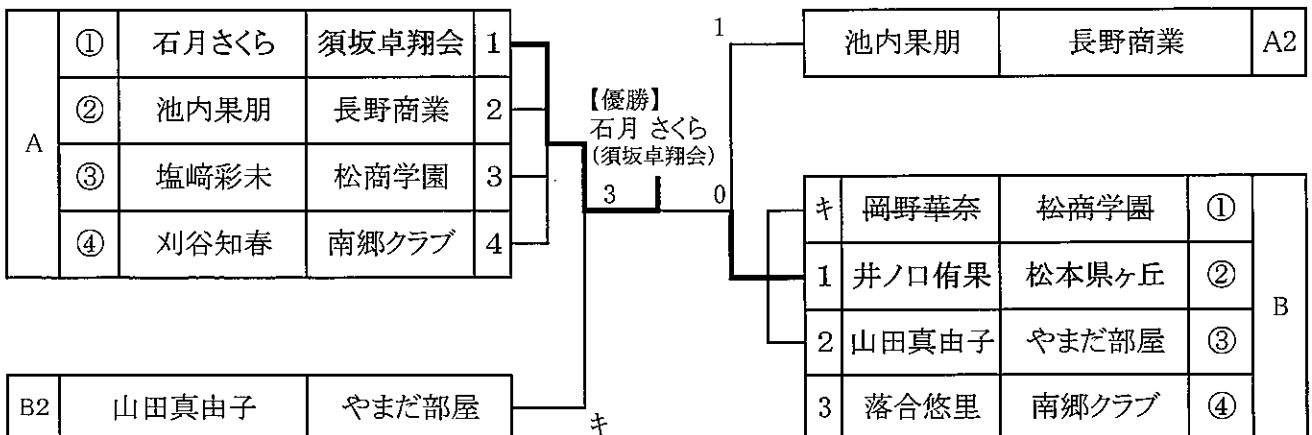 A
① 石月さくら 須坂卓翔会 1
② 池内果朋 長野商業 2
③ 塩﨑彩未 松商学園 3
④ 刈谷知春 南郷クラブ 4
B2 山田真由子 やまだ部屋
キ
【優勝】
石月 さくら
(須坂卓翔会)
3 0
1
池内果朋 長野商業 A2
キ 岡野華奈 松商学園 ①
1 井ノ口侑果 松本県ヶ丘 ②
2 山田真由子 やまだ部屋 ③
3 落合悠里 南郷クラブ ④
B